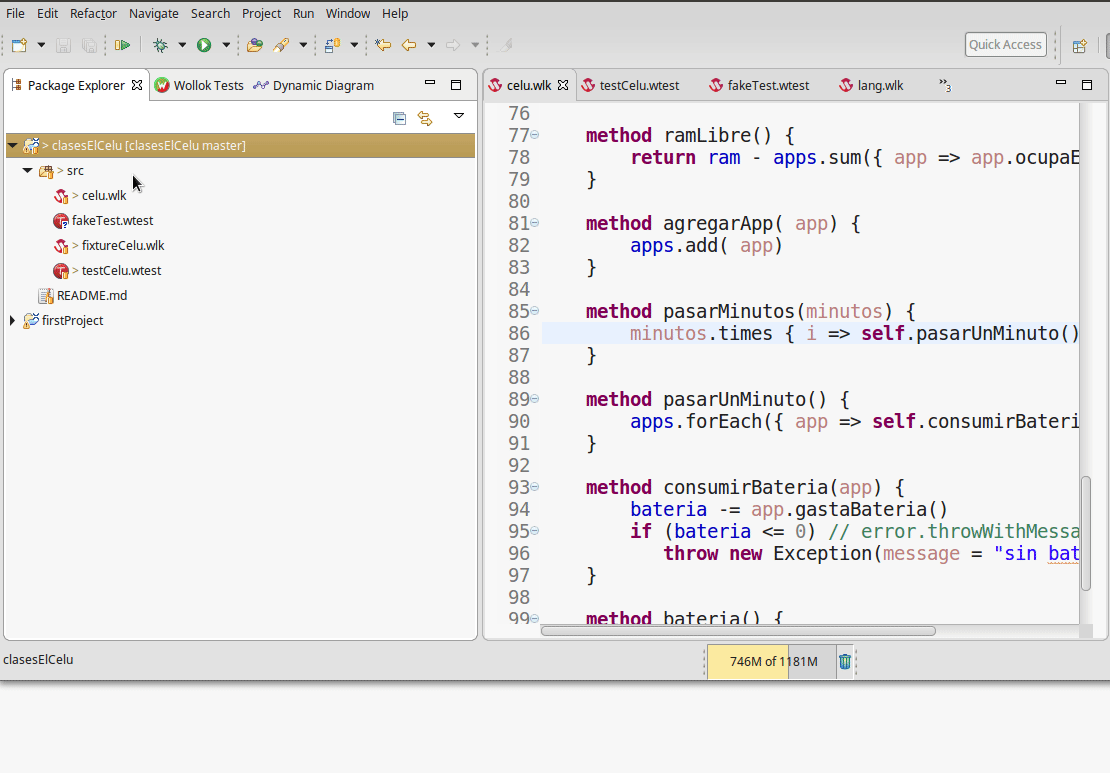 File Edit Refactor Navigate Search Project Run Window Help
Quick Access
Package Explorer Wollok Tests Dynamic Diagram
> clasesElCelu [clasesElCelu master]
> src
> celu.wlk
fakeTest.wtest
> fixtureCelu.wlk
> testCelu.wtest
README.md
firstProject
celu.wlk testCelu.wtest fakeTest.wtest lang.wlk »3
76
77 method ramLibre() {
78 return ram - apps.sum({ app => app.ocupaE
79 }
80
81 method agregarApp( app) {
82 apps.add( app)
83 }
84
85 method pasarMinutos(minutos) {
86 minutos.times { i => self.pasarUnMinuto()
87 }
88
89 method pasarUnMinuto() {
90 apps.forEach({ app => self.consumirBateri
91 }
92
93 method consumirBateria(app) {
94 bateria -= app.gastaBateria()
95 if (bateria <= 0) // error.throwWithMessa
96 throw new Exception(message = "sin bat
97 }
98
99 method bateria() {
clasesElCelu
746M of 1181M